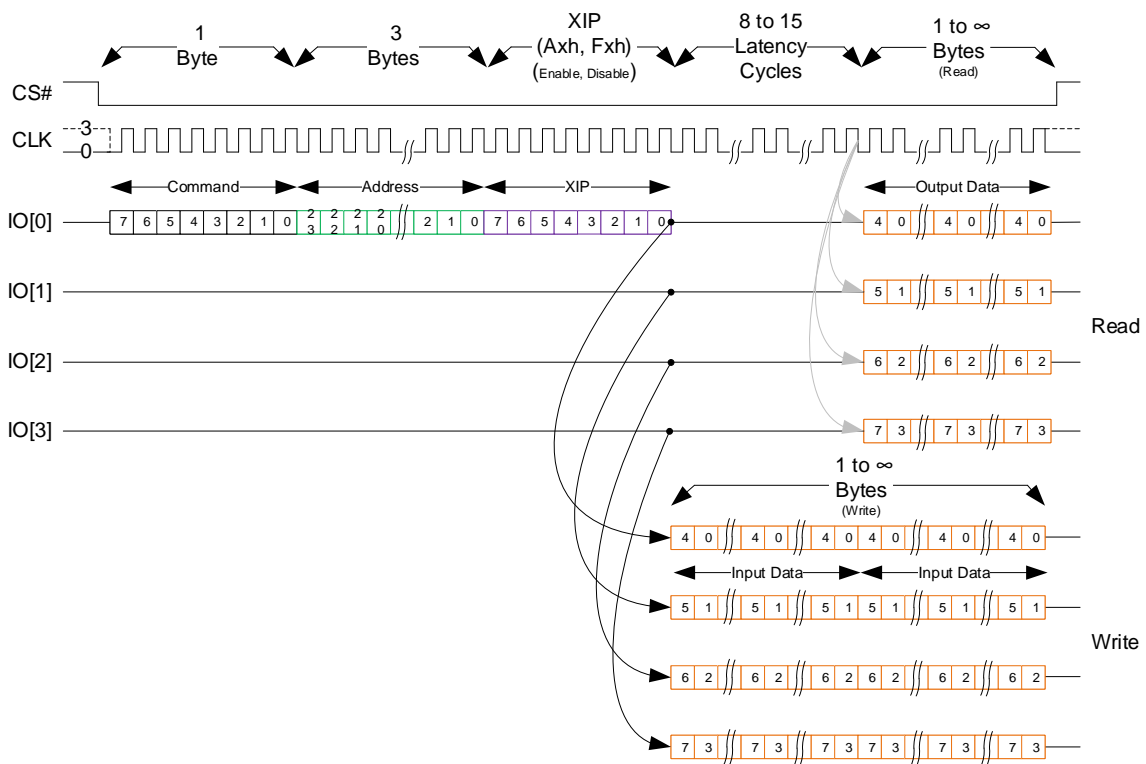 1 Byte
3 Bytes
XIP (Axh, Fxh) (Enable, Disable)
8 to 15 Latency Cycles
1 to ∞ Bytes (Read)
CS#
CLK 3 0
Command Address XIP Output Data
IO[0] 7 6 5 4 3 2 1 0 23 22 21 20 2 1 0 7 6 5 4 3 2 1 0 4 0 4 0 4 0
IO[1] 5 1 5 1 5 1
Read
IO[2] 6 2 6 2 6 2
IO[3] 7 3 7 3 7 3
1 to ∞ Bytes (Write)
4 0 4 0 4 0 4 0 4 0 4 0
Input Data Input Data
5 1 5 1 5 1 5 1 5 1 5 1
Write
6 2 6 2 6 2 6 2 6 2 6 2
7 3 7 3 7 3 7 3 7 3 7 3